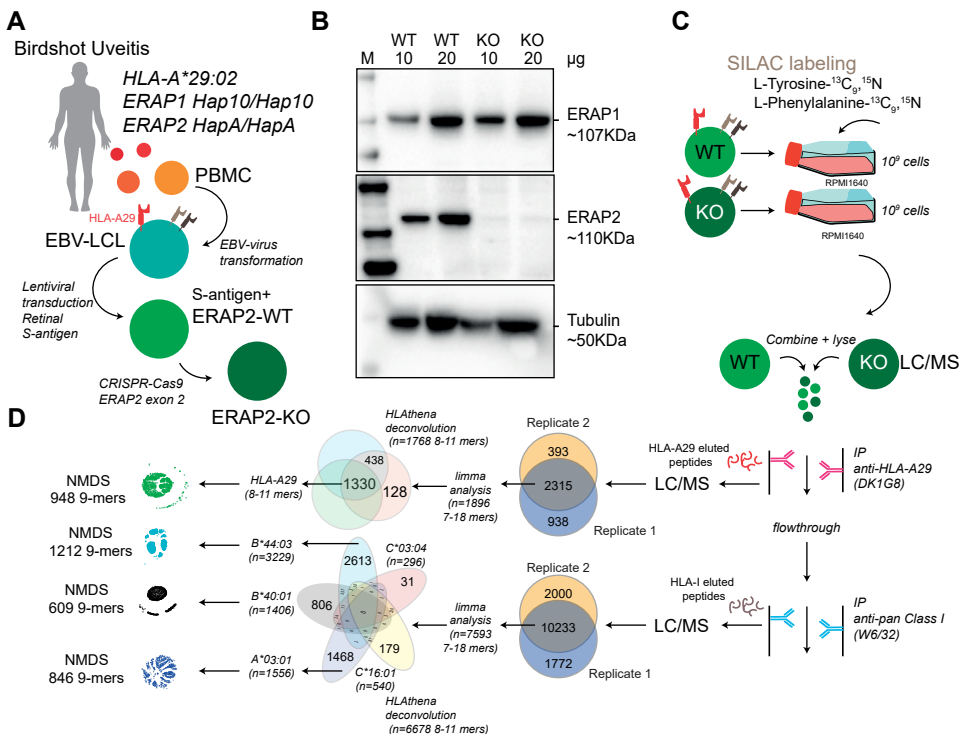 A
Birdshot Uveitis
HLA-A*29:02
ERAP1 Hap10/Hap10
ERAP2 HapA/HapA
PBMC
HLA-A29
EBV-LCL
EBV-virus
transformation
Lentiviral
transduction
Retinal
S-antigen
S-antigen+
ERAP2-WT
CRISPR-Cas9
ERAP2 exon 2
ERAP2-KO
B
WT WT KO KO
M 10 20 10 20 µg
ERAP1
~107KDa
ERAP2
~110KDa
Tubulin
~50KDa
C
SILAC labeling
L-Tyrosine-¹³C₉,¹⁵N
L-Phenylalanine-¹³C₉,¹⁵N
WT
10⁹ cells
RPMI1640
KO
10⁹ cells
RPMI1640
Combine + lyse
WT
KO
LC/MS
D
NMDS
948 9-mers
HLA-A29
(8-11 mers)
438
1330
128
HLAthena
deconvolution
(n=1768 8-11 mers)
limma
analysis
(n=1896
7-18 mers)
Replicate 2
393
2315
938
Replicate 1
LC/MS
HLA-A29 eluted
peptides
IP
anti-HLA-A29
(DK1G8)
flowthrough
NMDS
1212 9-mers
B*44:03
(n=3229)
NMDS
609 9-mers
B*40:01
(n=1406)
NMDS
846 9-mers
A*03:01
(n=1556)
2613
C*03:04
(n=296)
31
806
1468
179
C*16:01
(n=540)
HLAthena
deconvolution
(n=6678 8-11 mers)
limma
analysis
(n=7593
7-18 mers)
Replicate 2
2000
10233
1772
Replicate 1
LC/MS
HLA-I eluted
peptides
IP
anti-pan Class I
(W6/32)